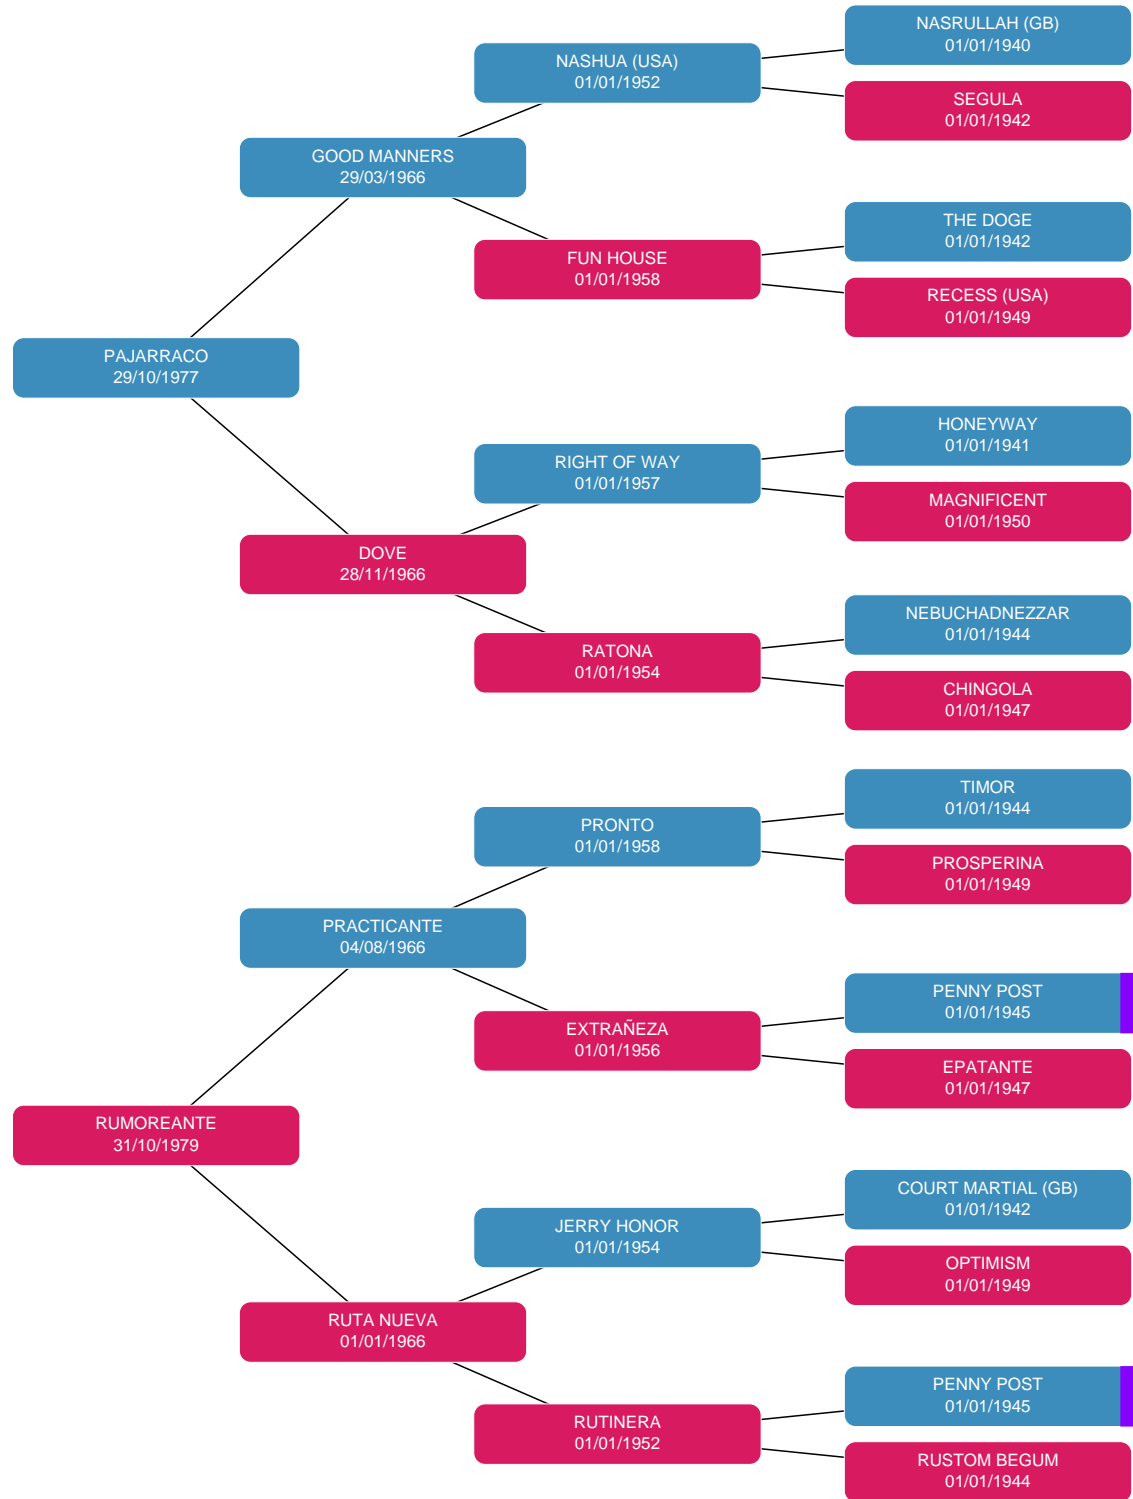 NASRULLAH (GB)
01/01/1940
NASHUA (USA)
01/01/1952
SEGULA
01/01/1942
GOOD MANNERS
29/03/1966
THE DOGE
01/01/1942
FUN HOUSE
01/01/1958
RECESS (USA)
01/01/1949
PAJARRACO
29/10/1977
HONEYWAY
01/01/1941
RIGHT OF WAY
01/01/1957
MAGNIFICENT
01/01/1950
DOVE
28/11/1966
NEBUCHADNEZZAR
01/01/1944
RATONA
01/01/1954
CHINGOLA
01/01/1947
TIMOR
01/01/1944
PRONTO
01/01/1958
PROSPERINA
01/01/1949
PRACTICANTE
04/08/1966
PENNY POST
01/01/1945
EXTRAÑEZA
01/01/1956
EPATANTE
01/01/1947
RUMOREANTE
31/10/1979
COURT MARTIAL (GB)
01/01/1942
JERRY HONOR
01/01/1954
OPTIMISM
01/01/1949
RUTA NUEVA
01/01/1966
PENNY POST
01/01/1945
RUTINERA
01/01/1952
RUSTOM BEGUM
01/01/1944